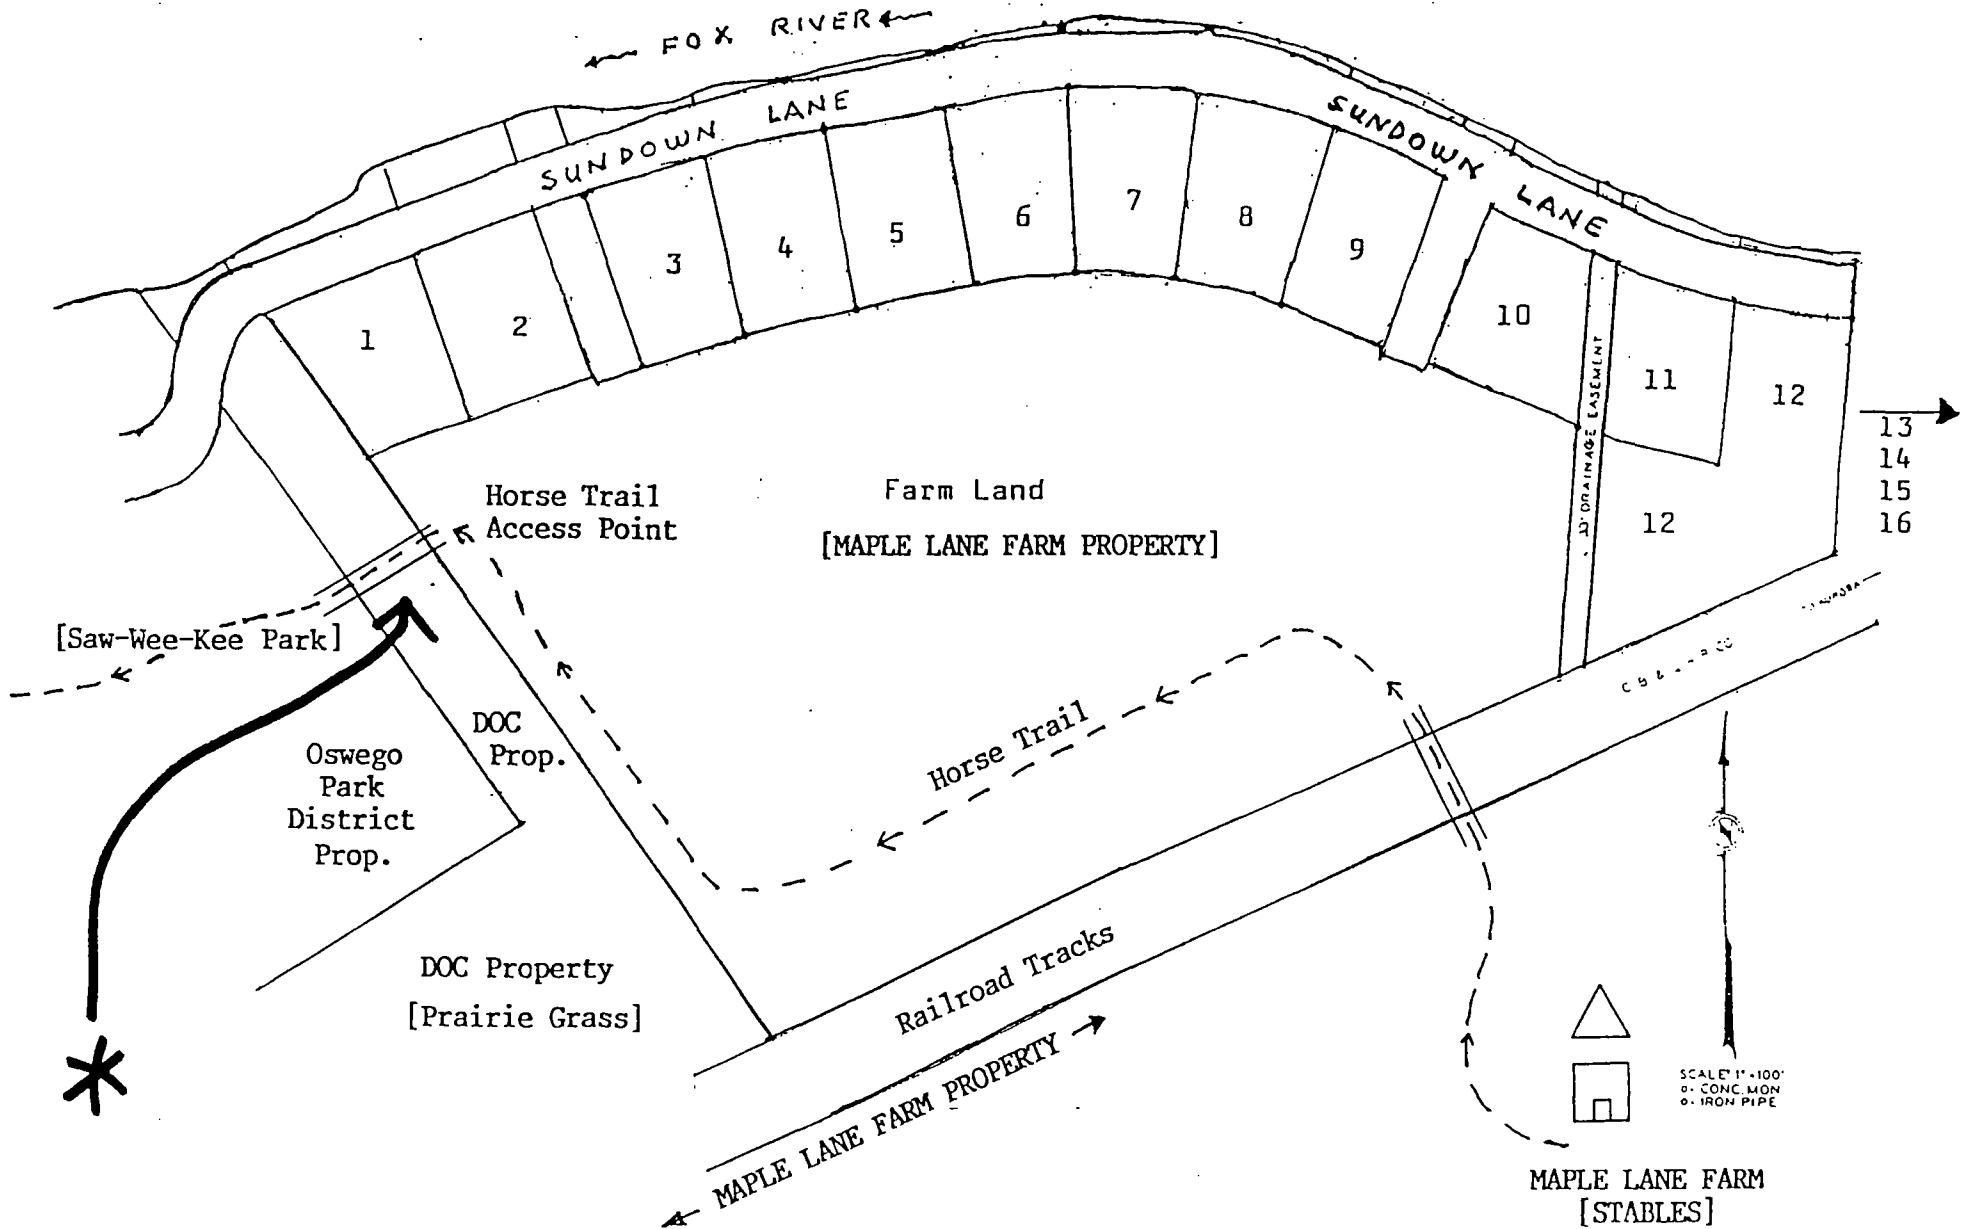 FOX RIVER
SUNDOWN LANE
SUNDOWN LANE
1
2
3
4
5
6
7
8
9
10
11
12
13
14
15
16
DRAINAGE EASEMENT
12
Horse Trail
Access Point
Farm Land
[MAPLE LANE FARM PROPERTY]
[Saw-Wee-Kee Park]
DOC
Prop.
Oswego
Park
District
Prop.
Horse Trail
DOC Property
[Prairie Grass]
Railroad Tracks
MAPLE LANE FARM PROPERTY
SCALE 1"=100'
CONC. MON
IRON PIPE
MAPLE LANE FARM
[STABLES]